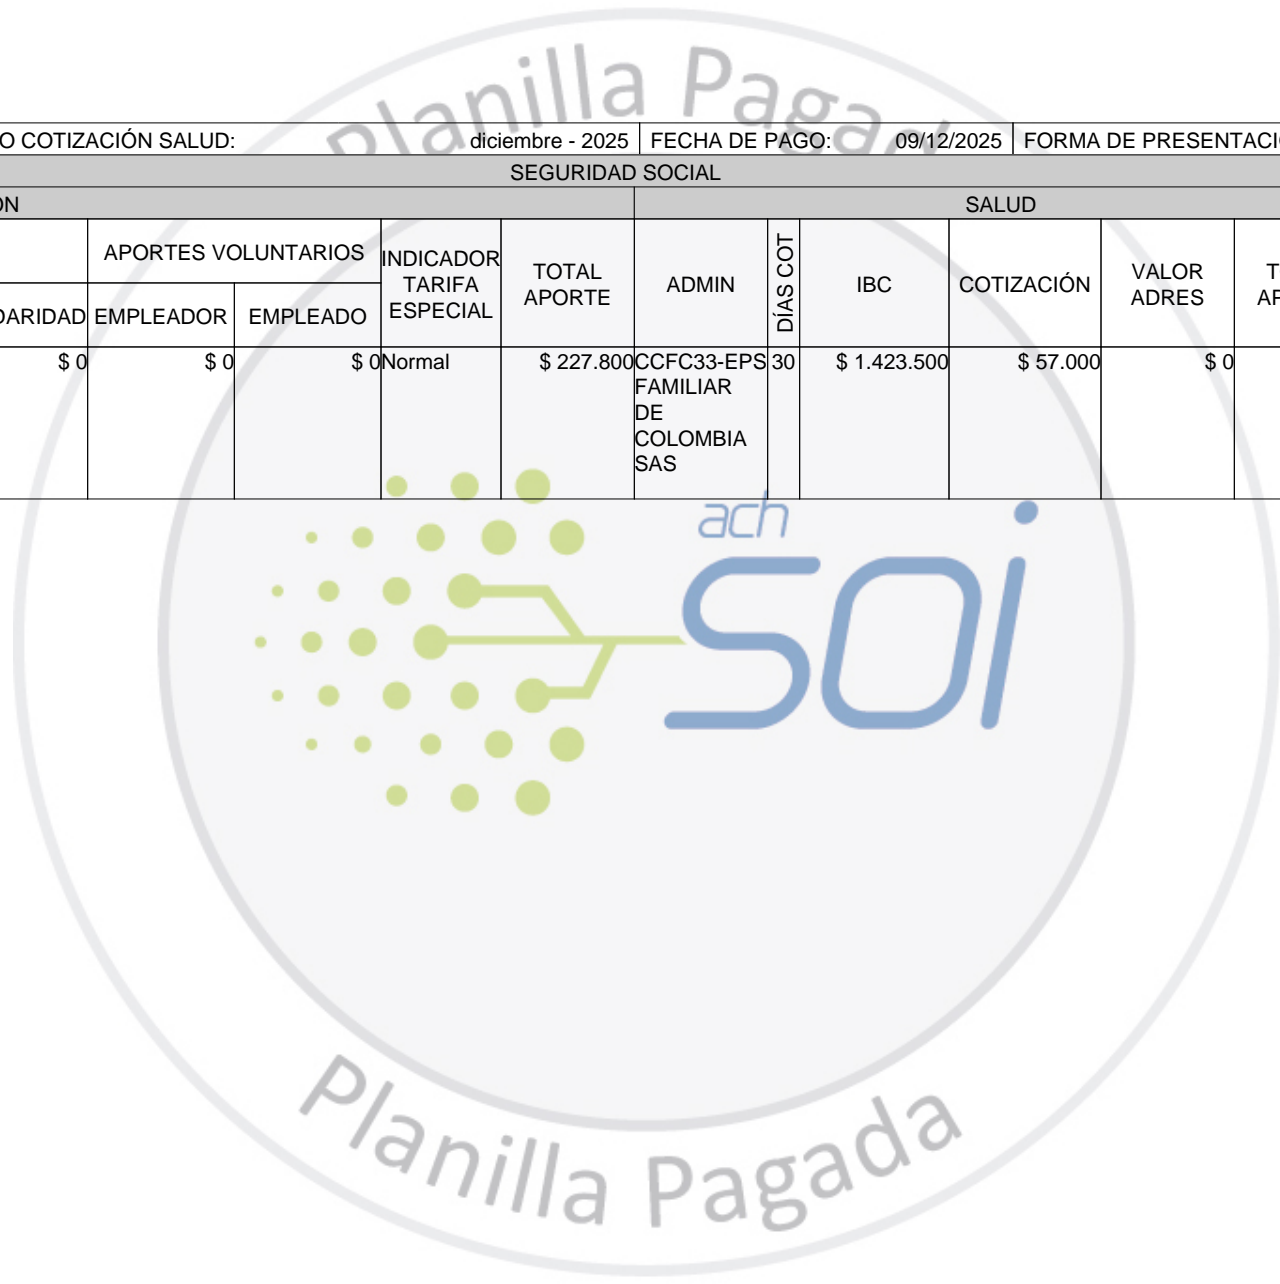 Planilla Pagada
O COTIZACIÓN SALUD: diciembre - 2025 FECHA DE PAGO: 09/12/2025 FORMA DE PRESENTACI
SEGURIDAD SOCIAL
ÓN SALUD
APORTES VOLUNTARIOS
INDICADOR
TARIFA
ESPECIAL
TOTAL
APORTE
ADMIN
DÍAS COT
IBC
COTIZACIÓN
VALOR
ADRES
DARIDAD EMPLEADOR EMPLEADO
$ 0 $ 0 $ 0 Normal $ 227.800 CCFC33-EPS 30 $ 1.423.500 $ 57.000 $ 0
FAMILIAR
DE
COLOMBIA
SAS
ach
SOI
Planilla Pagada